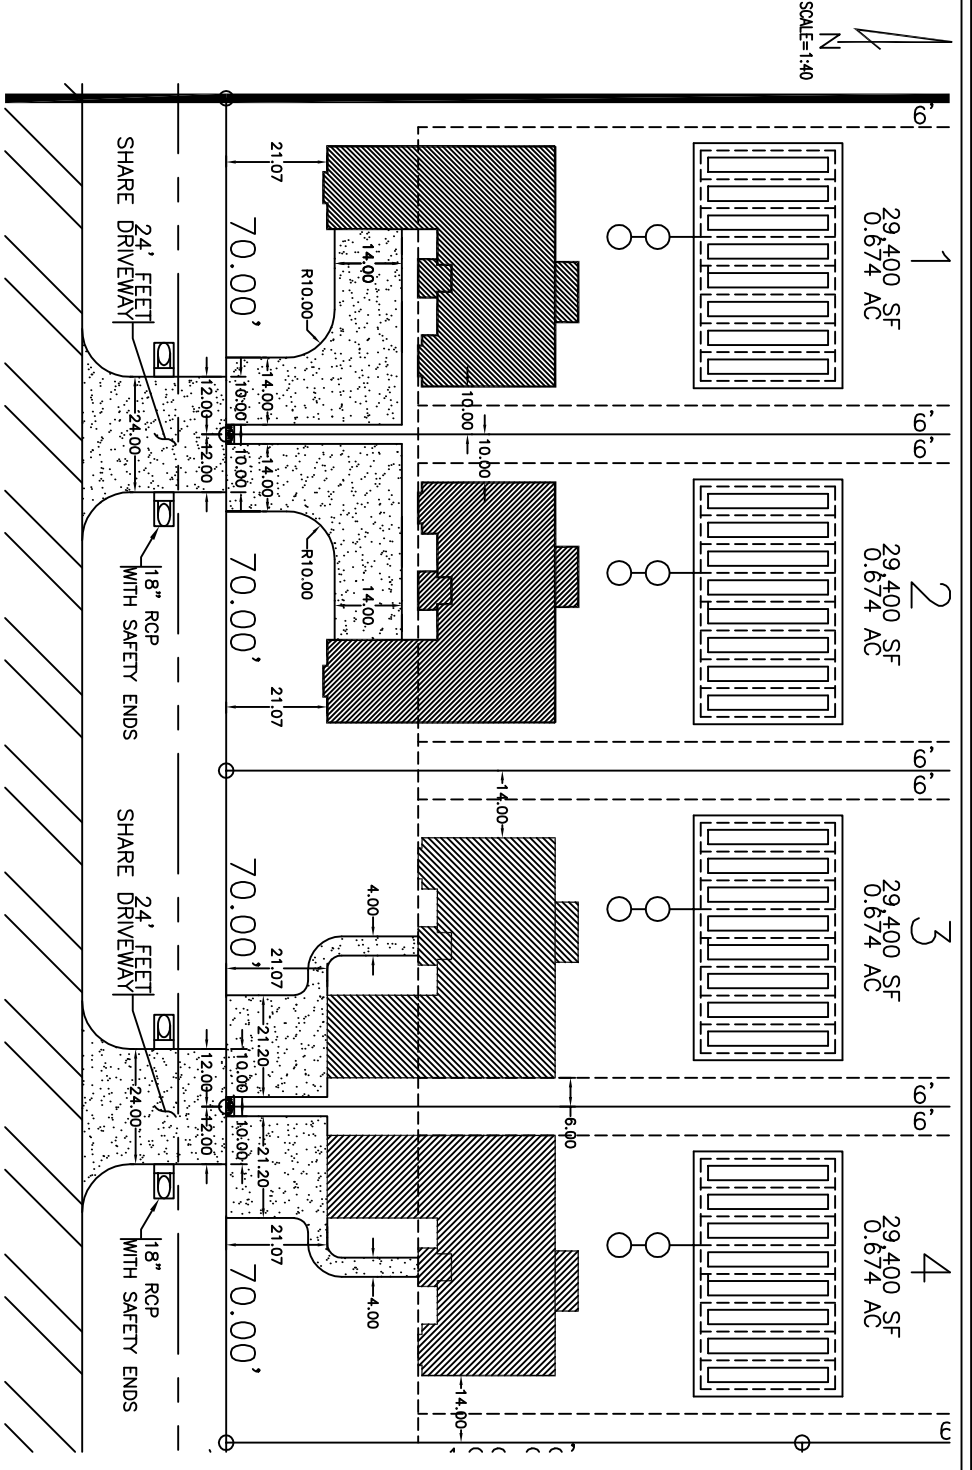 N
SCALE=1:40
6'
1
29,400 SF
0.674 AC
6'
6'
2
29,400 SF
0.674 AC
6'
6'
3
29,400 SF
0.674 AC
6'
6'
4
29,400 SF
0.674 AC
10.00
10.00
14.00
6.00
14.00
21.07
14.00
R10.00
70.00'
14.00
10.00
12.00
24.00
14.00
10.00
12.00
R10.00
14.00
21.07
70.00'
4.00
21.07
70.00'
21.20
10.00
12.00
24.00
21.20
10.00
12.00
21.07
4.00
70.00'
24' FEET
SHARE DRIVEWAY
18" RCP
WITH SAFETY ENDS
24' FEET
SHARE DRIVEWAY
18" RCP
WITH SAFETY ENDS